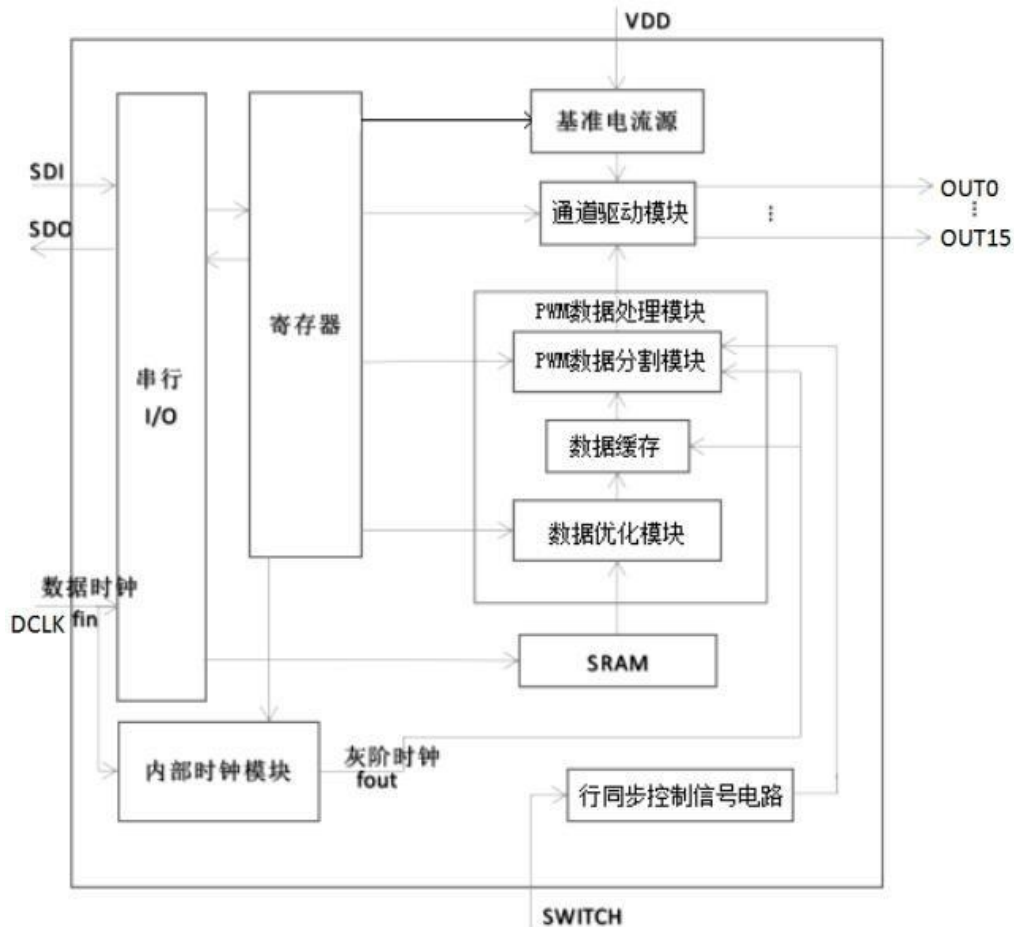 VDD
基准电流源
SDI
SDO
OUT0
⋮
OUT15
通道驱动模块
⋮
寄存器
PWM数据处理模块
PWM数据分割模块
串行
I/O
数据缓存
数据优化模块
数据时钟
DCLK fin
SRAM
内部时钟模块
灰阶时钟
fout
行同步控制信号电路
SWITCH